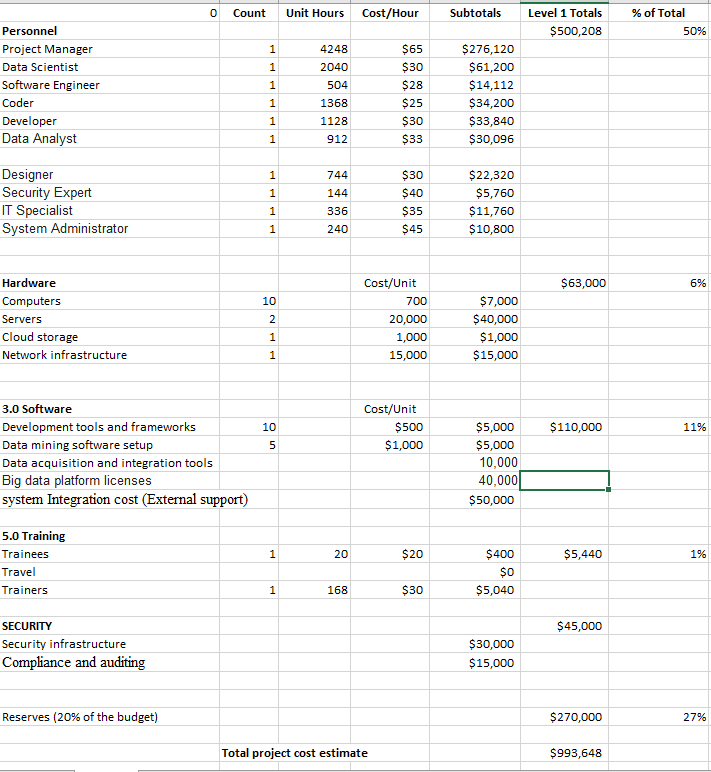 0 Count Unit Hours Cost/Hour Subtotals Level 1 Totals % of Total
Personnel $500,208 50%
Project Manager 1 4248 $65 $276,120
Data Scientist 1 2040 $30 $61,200
Software Engineer 1 504 $28 $14,112
Coder 1 1368 $25 $34,200
Developer 1 1128 $30 $33,840
Data Analyst 1 912 $33 $30,096
Designer 1 744 $30 $22,320
Security Expert 1 144 $40 $5,760
IT Specialist 1 336 $35 $11,760
System Administrator 1 240 $45 $10,800
Hardware Cost/Unit $63,000 6%
Computers 10 700 $7,000
Servers 2 20,000 $40,000
Cloud storage 1 1,000 $1,000
Network infrastructure 1 15,000 $15,000
3.0 Software Cost/Unit
Development tools and frameworks 10 $500 $5,000 $110,000 11%
Data mining software setup 5 $1,000 $5,000
Data acquisition and integration tools 10,000
Big data platform licenses 40,000
system Integration cost (External support) $50,000
5.0 Training
Trainees 1 20 $20 $400 $5,440 1%
Travel $0
Trainers 1 168 $30 $5,040
SECURITY $45,000
Security infrastructure $30,000
Compliance and auditing $15,000
Reserves (20% of the budget) $270,000 27%
Total project cost estimate $993,648